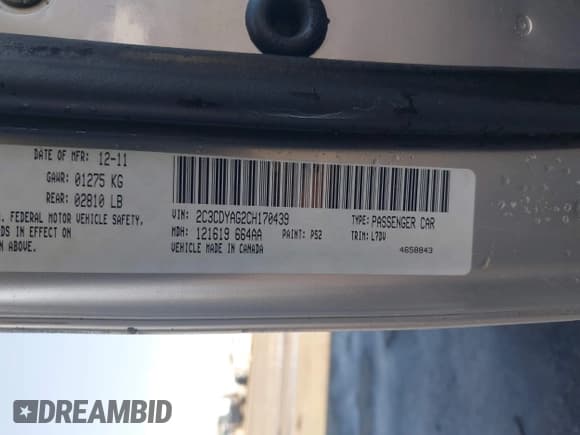 DATE OF MFR: 12-11
GAWR: 01275 KG
REAR: 02810 LB
. FEDERAL MOTOR VEHICLE SAFETY,
DS IN EFFECT ON
N ABOVE.
VIN: 2C3CDYAG2CH170439
TYPE: PASSENGER CAR
MDH: 121619 664AA
PAINT: PS2
TRIM: L7DV
VEHICLE MADE IN CANADA
4658843
DREAMBID